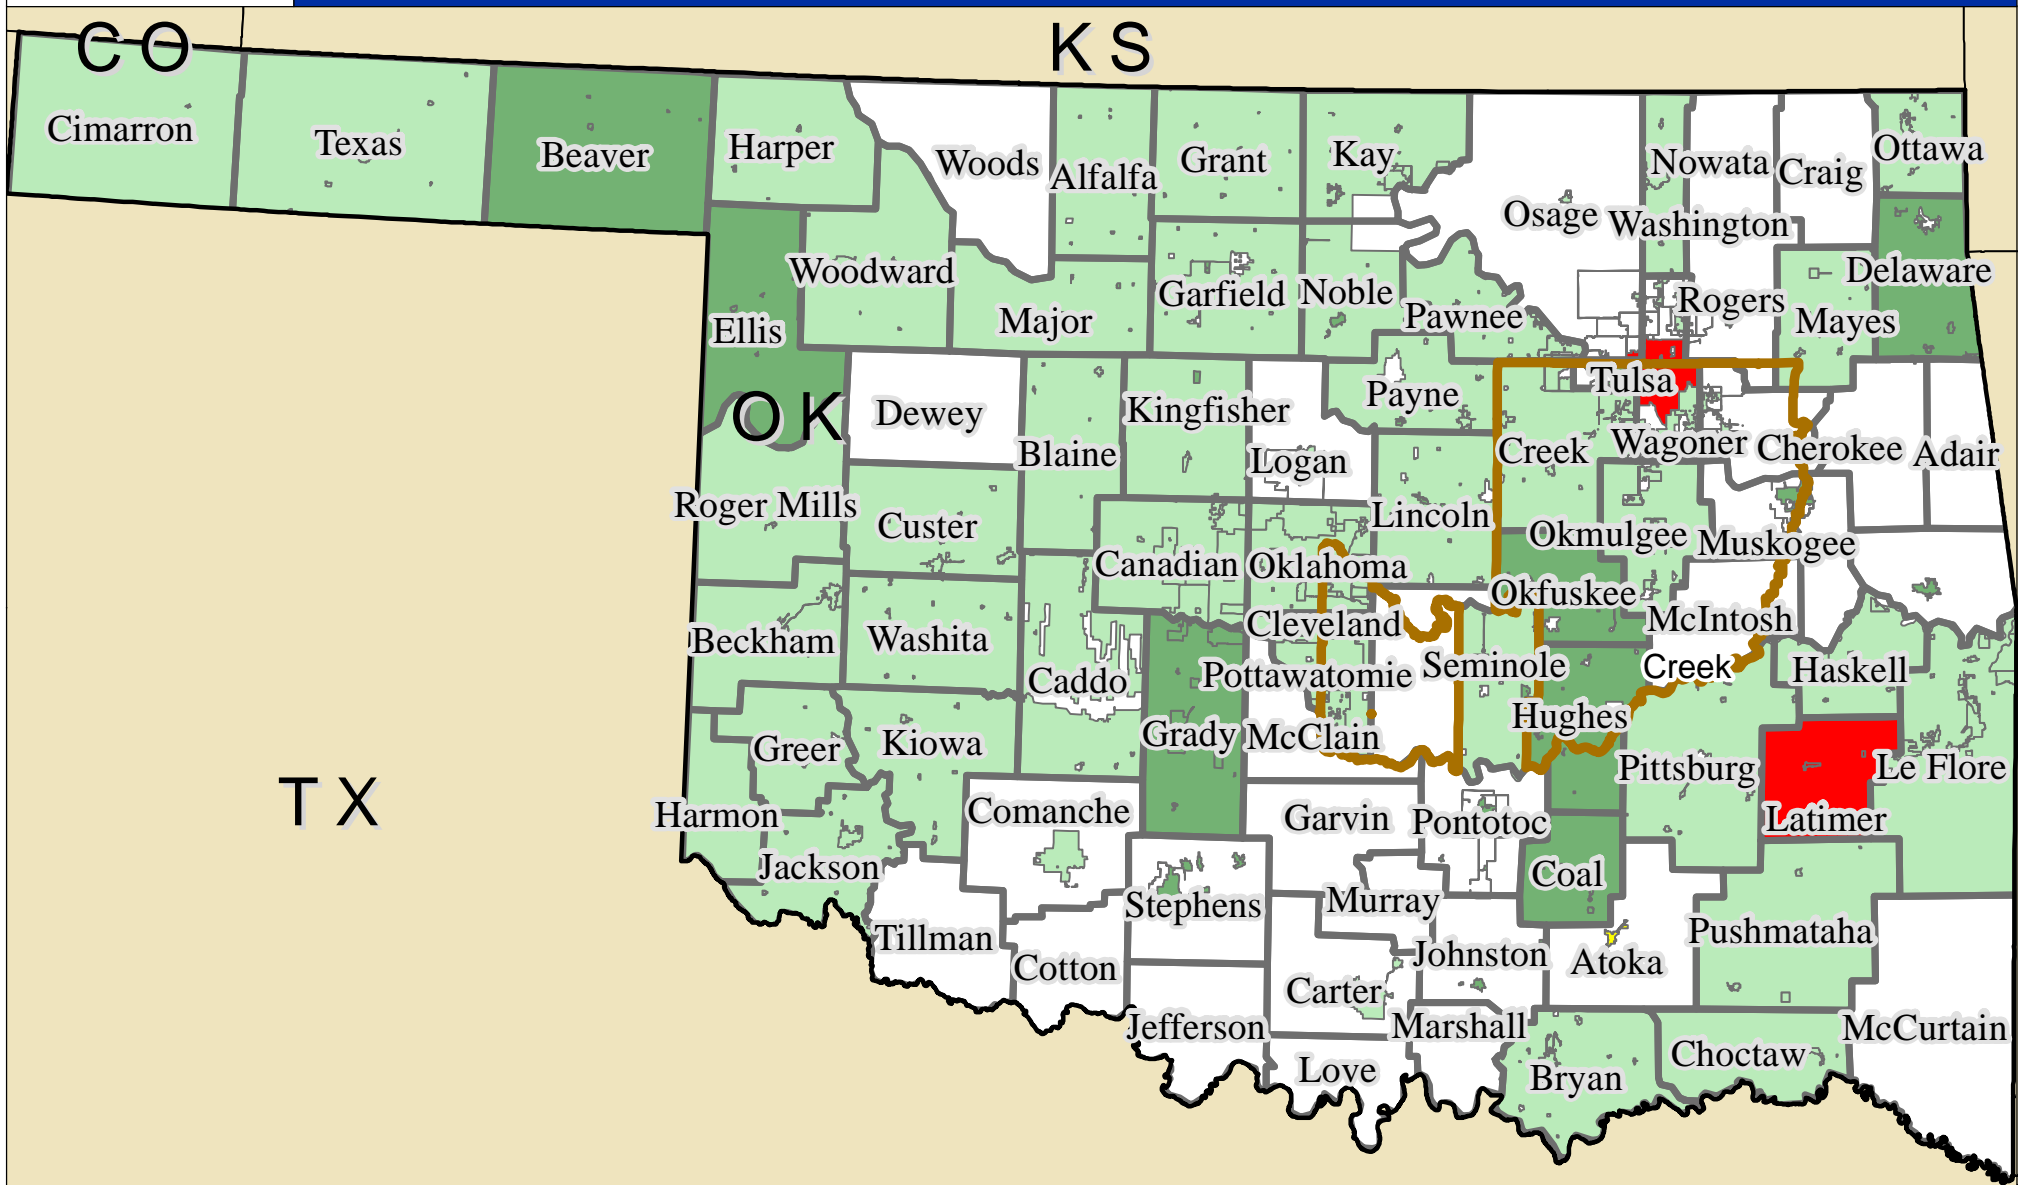 CO
KS
Cimarron
Texas
Beaver
Harper
Woods
Alfalfa
Grant
Kay
Osage
Nowata
Craig
Ottawa
Washington
Woodward
Ellis
Major
Garfield
Noble
Pawnee
Rogers
Mayes
Delaware
OK
Dewey
Blaine
Kingfisher
Logan
Payne
Tulsa
Creek
Wagoner
Cherokee
Adair
Roger Mills
Custer
Canadian
Oklahoma
Lincoln
Okmulgee
Muskogee
Okfuskee
McIntosh
Beckham
Washita
Caddo
Cleveland
Pottawatomie
Seminole
Creek
Haskell
Greer
Kiowa
Grady
McClain
Hughes
Pittsburg
Le Flore
TX
Harmon
Jackson
Comanche
Garvin
Pontotoc
Latimer
Coal
Stephens
Murray
Tillman
Cotton
Johnston
Atoka
Pushmataha
Carter
Jefferson
Marshall
McCurtain
Love
Bryan
Choctaw